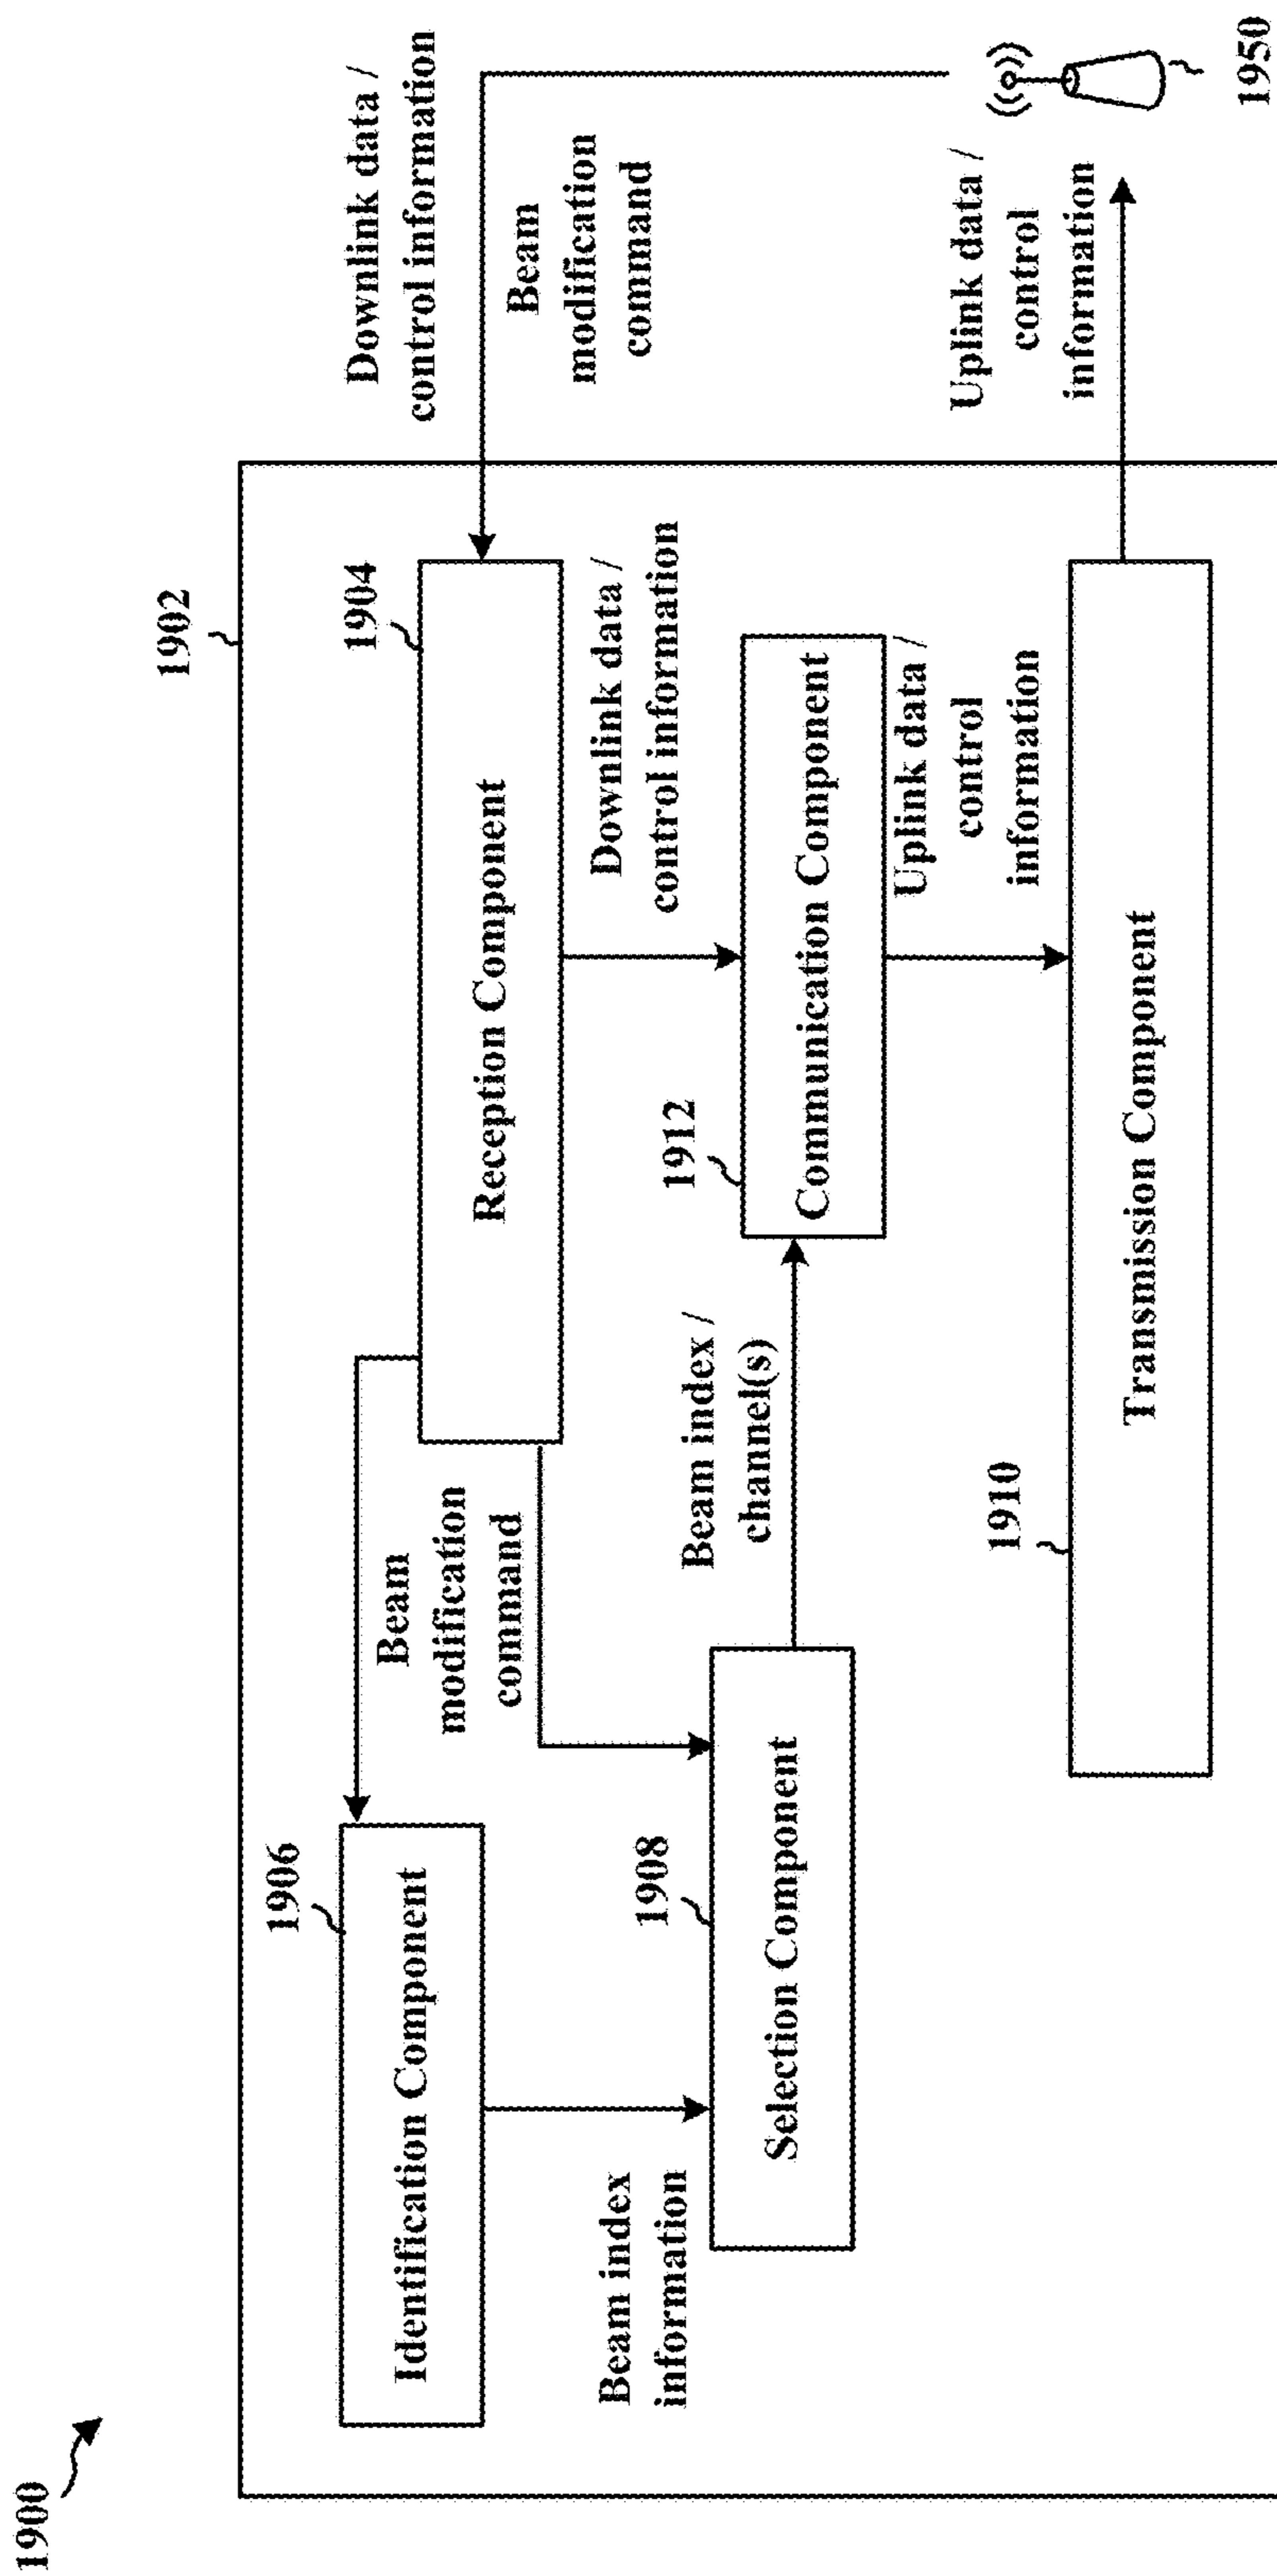 1900
1902
Downlink data /
control information
1904
1906
Reception Component
Beam
modification
command
Identification Component
Beam
modification
command
Downlink data /
control information
Beam index
information
1908
Beam index /
channel(s)
1912
Selection Component
Communication Component
Uplink data /
control
information
Uplink data /
control
information
1910
Transmission Component
1950